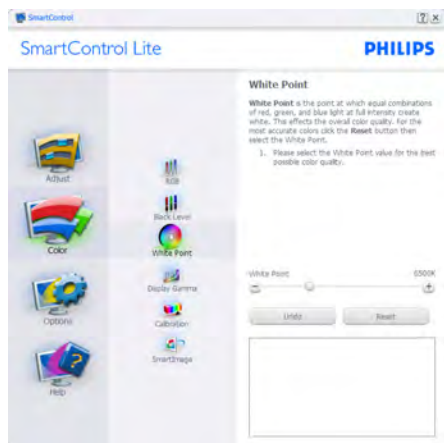 SmartControl
SmartControl Lite
PHILIPS
Adjust
Color
Options
Help
RGB
Black Level
White Point
Display Gamma
Calibration
SmartImage
White Point
White Point is the point at which equal combinations
of red, green, and blue light at full intensity create
white. This effects the overall color quality. For the
most accurate colors click the Reset button then
select the White Point.
1. Please select the White Point value for the best
possible color quality.
White Point 6500K
Undo Reset